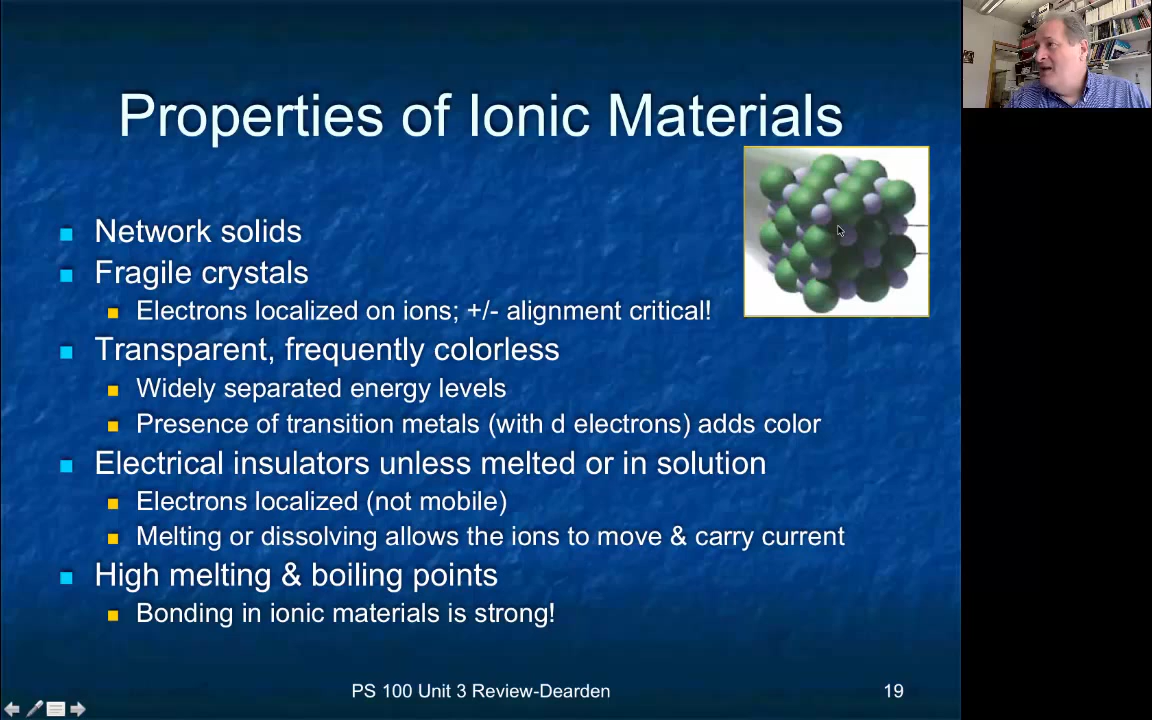 Properties of Ionic Materials
Network solids
Fragile crystals
Electrons localized on ions; +/- alignment critical!
Transparent, frequently colorless
Widely separated energy levels
Presence of transition metals (with d electrons) adds color
Electrical insulators unless melted or in solution
Electrons localized (not mobile)
Melting or dissolving allows the ions to move & carry current
High melting & boiling points
Bonding in ionic materials is strong!
PS 100 Unit 3 Review-Dearden
19